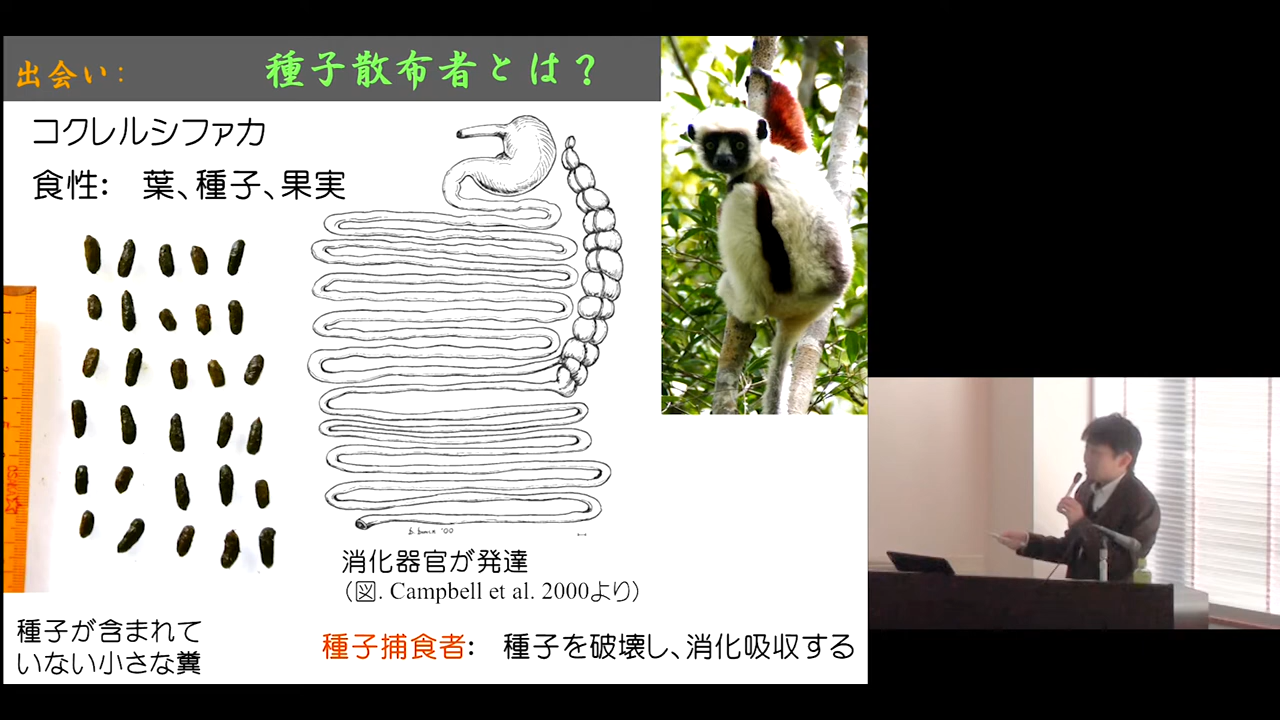 出会い:
種子散布者とは?
コクレルシファカ
食性: 葉、種子、果実
消化器官が発達
(図. Campbell et al. 2000より)
種子が含まれて
いない小さな糞
種子捕食者: 種子を破壊し、消化吸収する